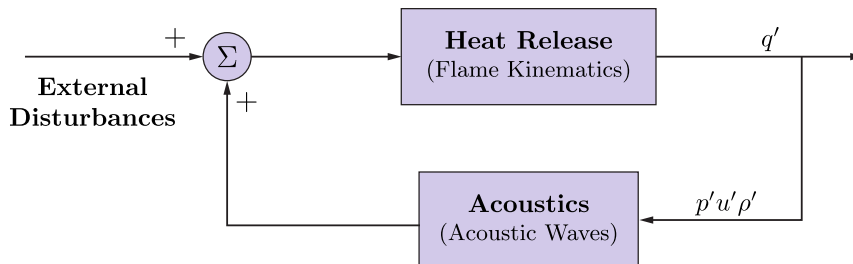 +
Σ
Heat Release
(Flame Kinematics)
q′
External
Disturbances
+
Acoustics
(Acoustic Waves)
p′u′ρ′